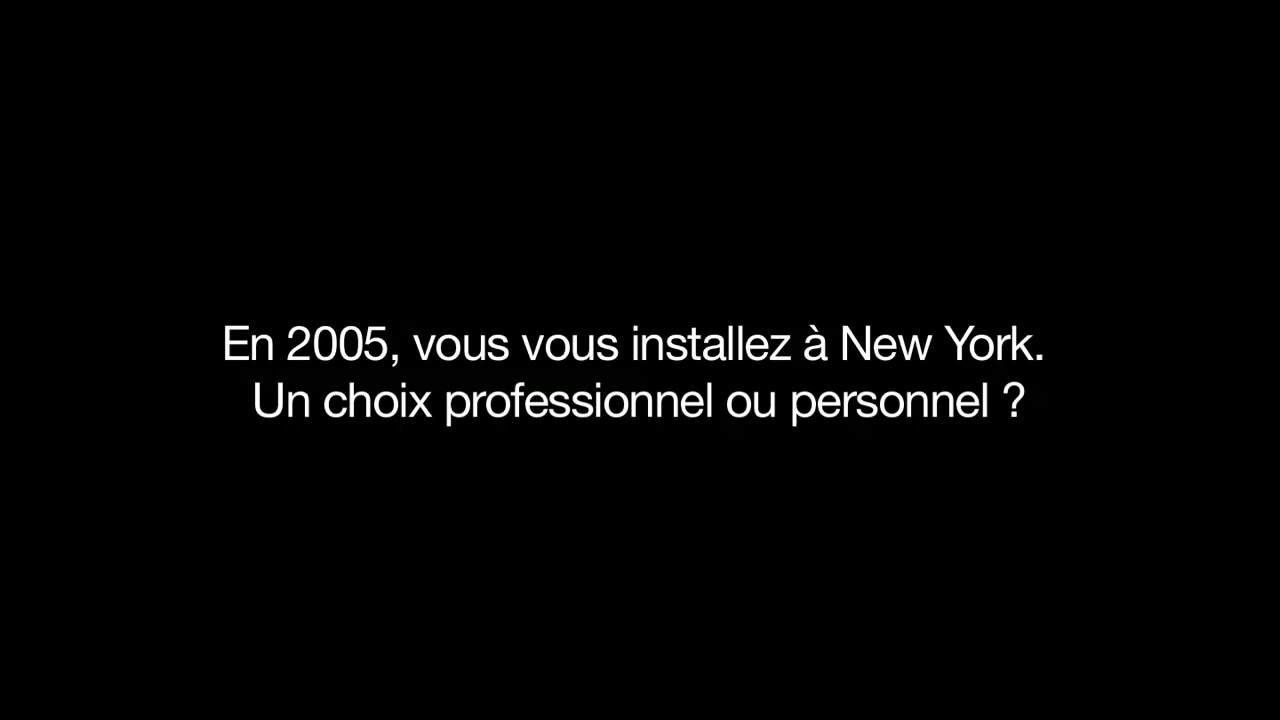 En 2005, vous vous installez à New York.
Un choix professionnel ou personnel ?